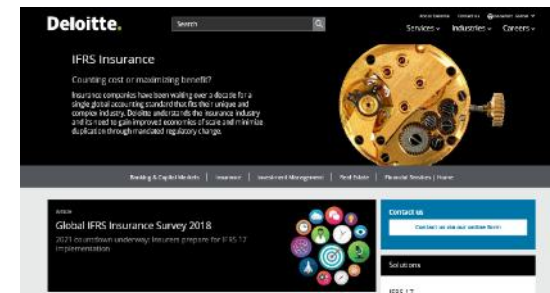 Deloitte.
Search
Services
Industries
Careers
IFRS Insurance
Counting cost or maximizing benefit?
Insurance companies have been waiting over a decade for a
single global accounting standard that fits their unique and
complex industry. Deloitte understands the insurance industry
and its need to gain improved economies of scale and minimize
duplication through mandated regulatory change.
Banking & Capital Markets | Insurance | Investment Management | Real Estate | Financial Services | Home
Article
Global IFRS Insurance Survey 2018
2021 countdown underway: Insurers prepare for IFRS 17
implementation
Contact us
Contact us via our online form
Solutions
IFRS 17